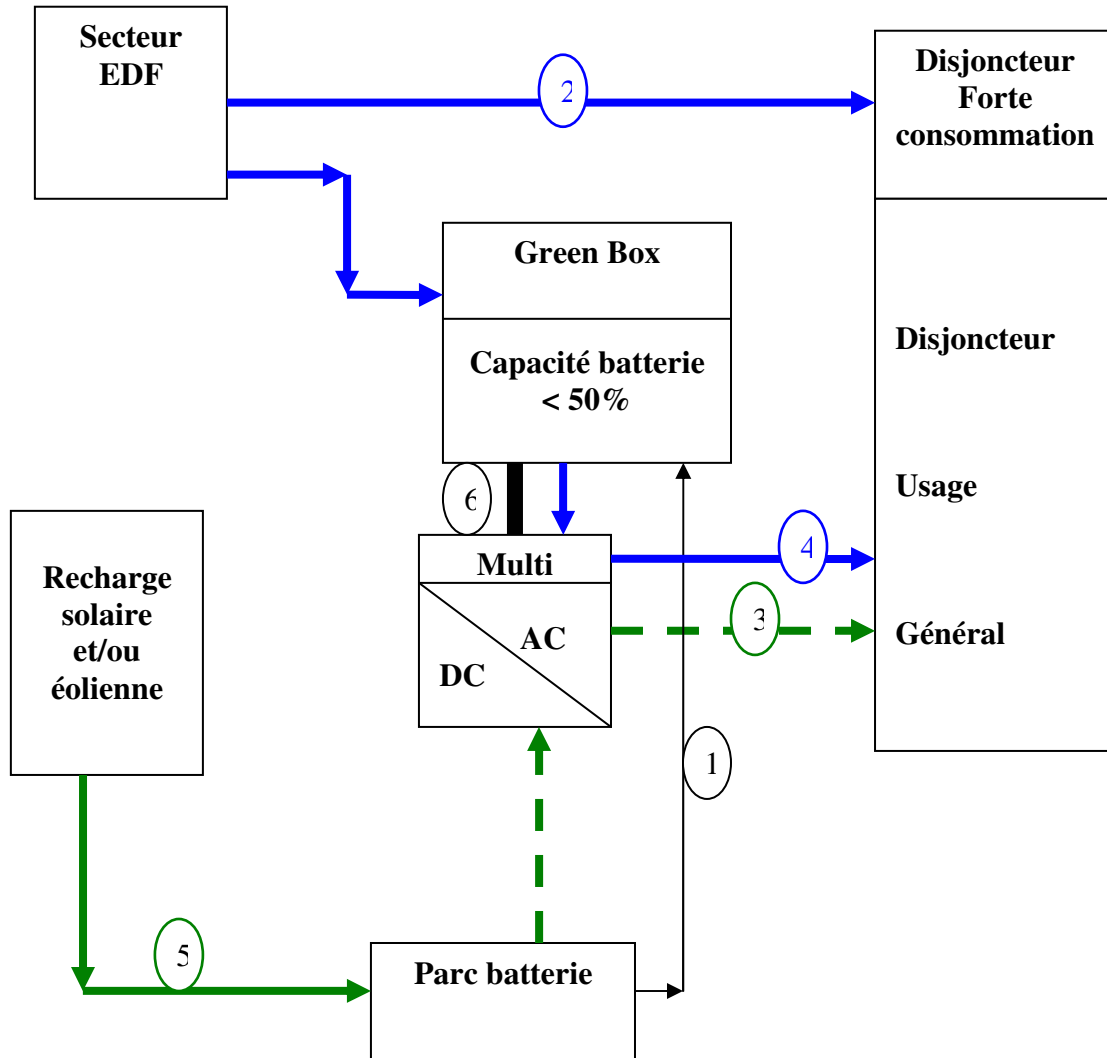 Secteur
EDF
2
Disjoncteur
Forte
consommation
Green Box
Capacité batterie
< 50%
Disjoncteur
Usage
Général
6
4
Multi
AC
DC
3
Recharge
solaire
et/ou
éolienne
1
5
Parc batterie